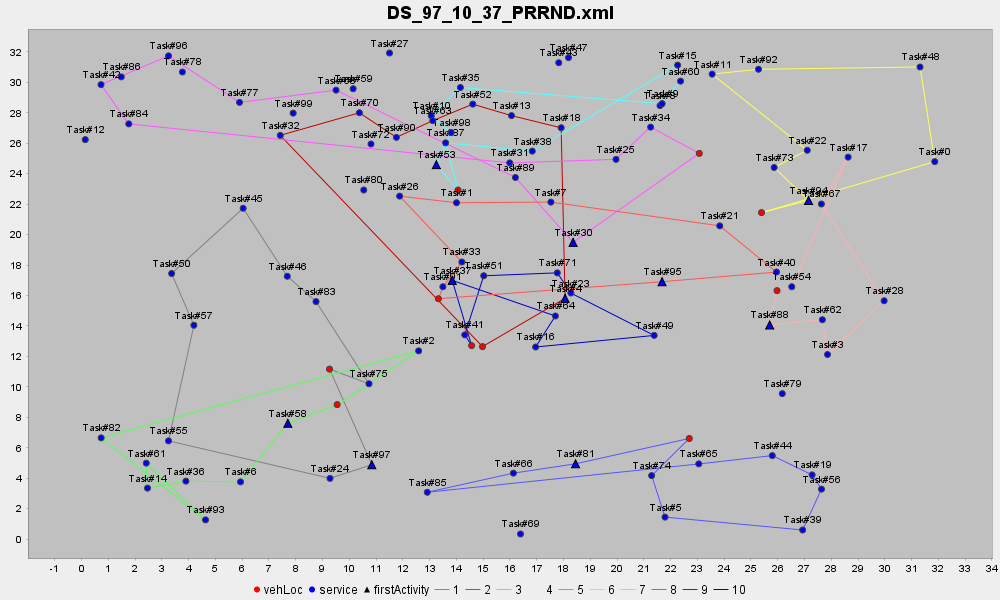 DS_97_10_37_PRRND.xml
32
30
28
26
24
22
20
18
16
14
12
10
8
6
4
2
0
Task#96
Task#27
Task#47
Task#86
Task#78
Task#15
Task#11
Task#92
Task#48
Task#42
Task#77
Task#59
Task#35
Task#60
Task#9
Task#84
Task#99
Task#70
Task#10
Task#63
Task#52
Task#13
Task#18
Task#34
Task#12
Task#32
Task#72
Task#90
Task#98
Task#87
Task#38
Task#31
Task#25
Task#22
Task#17
Task#0
Task#53
Task#89
Task#73
Task#80
Task#26
Task#1
Task#7
Task#94
Task#67
Task#45
Task#30
Task#21
Task#50
Task#46
Task#33
Task#51
Task#71
Task#40
Task#37
Task#95
Task#54
Task#83
Task#23
Task#4
Task#28
Task#57
Task#41
Task#64
Task#49
Task#88
Task#62
Task#2
Task#16
Task#3
Task#75
Task#79
Task#58
Task#82
Task#55
Task#61
Task#97
Task#81
Task#65
Task#44
Task#14
Task#36
Task#6
Task#24
Task#85
Task#66
Task#74
Task#19
Task#56
Task#93
Task#69
Task#5
Task#39
-1 0 1 2 3 4 5 6 7 8 9 10 11 12 13 14 15 16 17 18 19 20 21 22 23 24 25 26 27 28 29 30 31 32 33 34
vehLoc service firstActivity 1 2 3 4 5 6 7 8 9 10